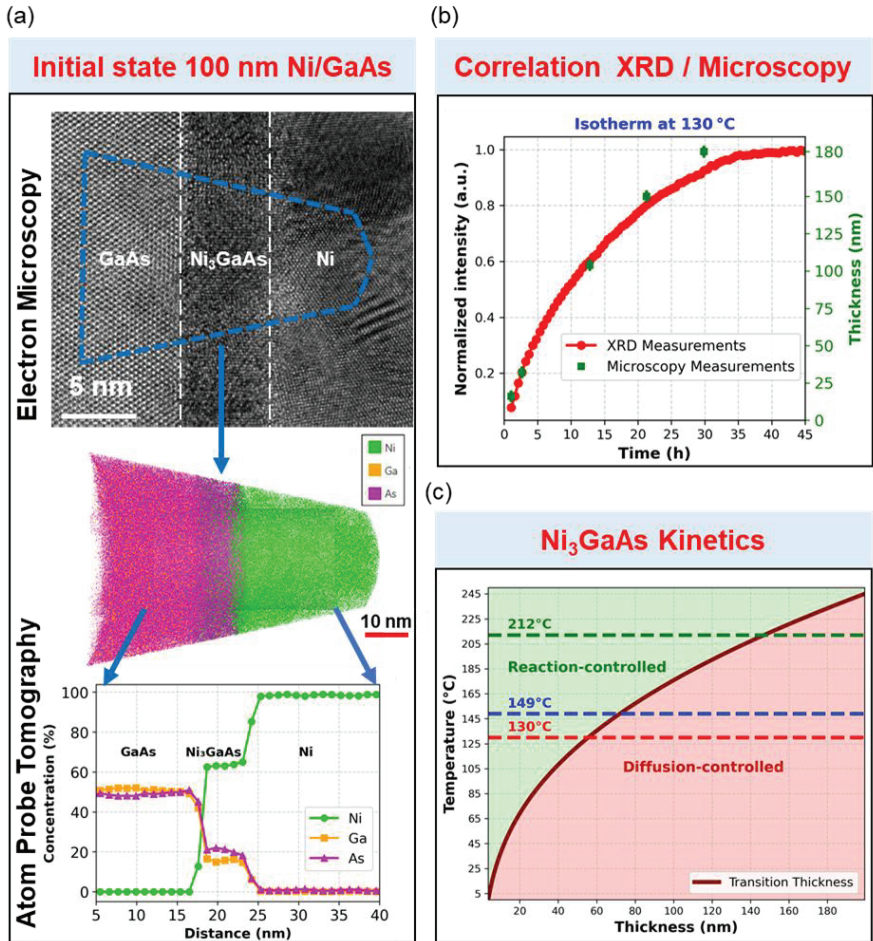 (a)
Initial state 100 nm Ni/GaAs
Electron Microscopy
GaAs
Ni₃GaAs
Ni
5 nm
Ni
Ga
As
10 nm
Atom Probe Tomography
Concentration (%)
100
80
60
40
20
0
GaAs
Ni₃GaAs
Ni
Ni
Ga
As
5
10
15
20
25
30
35
40
Distance (nm)
(b)
Correlation XRD / Microscopy
Isotherm at 130 °C
Normalized intensity (a.u.)
1.0
0.8
0.6
0.4
0.2
180
150
125
100
75
50
25
0
Thickness (nm)
XRD Measurements
Microscopy Measurements
0
5
10
15
20
25
30
35
40
45
Time (h)
(c)
Ni₃GaAs Kinetics
Temperature (°C)
245
225
205
185
165
145
125
105
85
65
45
25
5
212°C
Reaction-controlled
149°C
130°C
Diffusion-controlled
Transition Thickness
20
40
60
80
100
120
140
160
180
Thickness (nm)